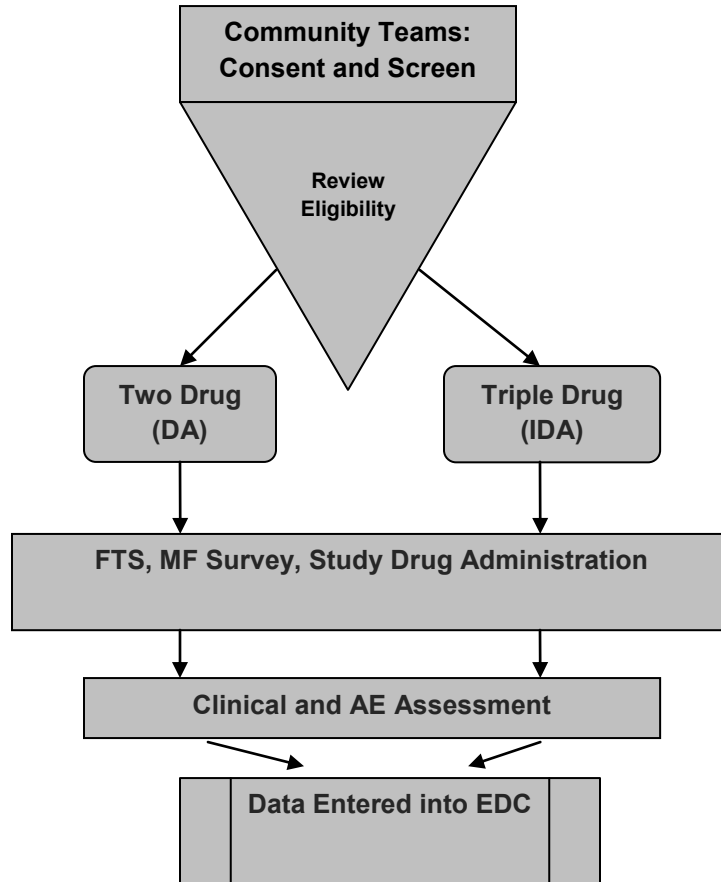 Community Teams:
Consent and Screen
Review
Eligibility
Two Drug
(DA)
Triple Drug
(IDA)
FTS, MF Survey, Study Drug Administration
Clinical and AE Assessment
Data Entered into EDC